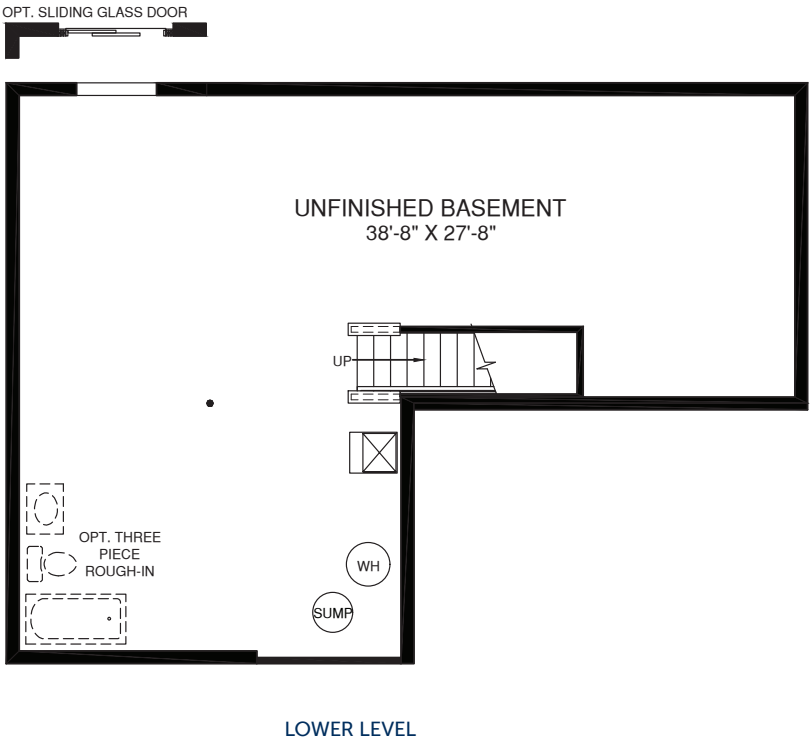 OPT. SLIDING GLASS DOOR
UNFINISHED BASEMENT
38'-8" X 27'-8"
UP
OPT. THREE
PIECE
ROUGH-IN
WH
SUMP
LOWER LEVEL